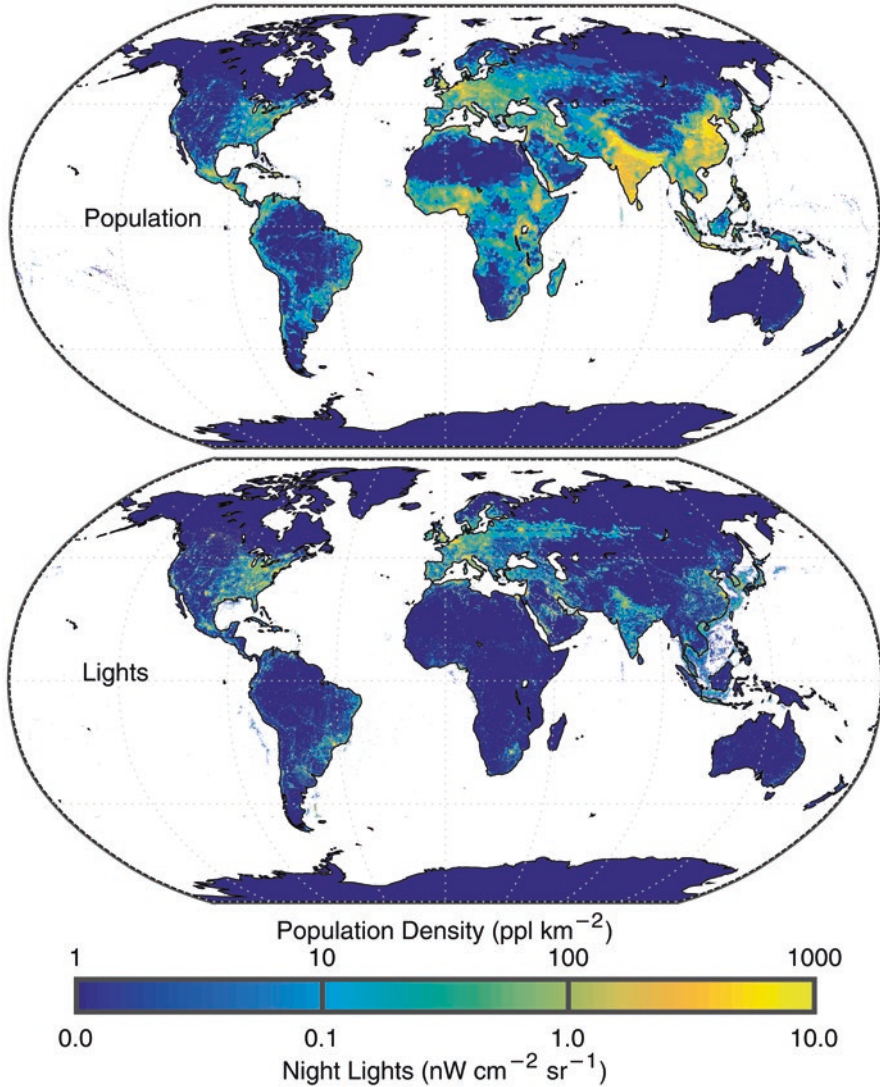 Population
Lights
Population Density (ppl km⁻²)
1 10 100 1000
0.0 0.1 1.0 10.0
Night Lights (nW cm⁻² sr⁻¹)